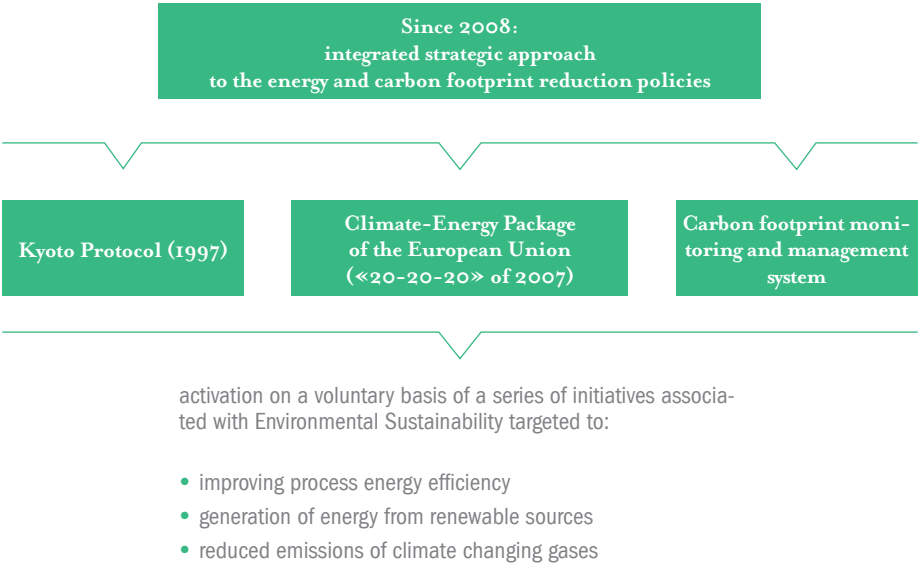 Since 2008:
integrated strategic approach
to the energy and carbon footprint reduction policies
Kyoto Protocol (1997)
Climate-Energy Package
of the European Union
(«20-20-20» of 2007)
Carbon footprint moni-
toring and management
system
activation on a voluntary basis of a series of initiatives associa-
ted with Environmental Sustainability targeted to:
• improving process energy efficiency
• generation of energy from renewable sources
• reduced emissions of climate changing gases